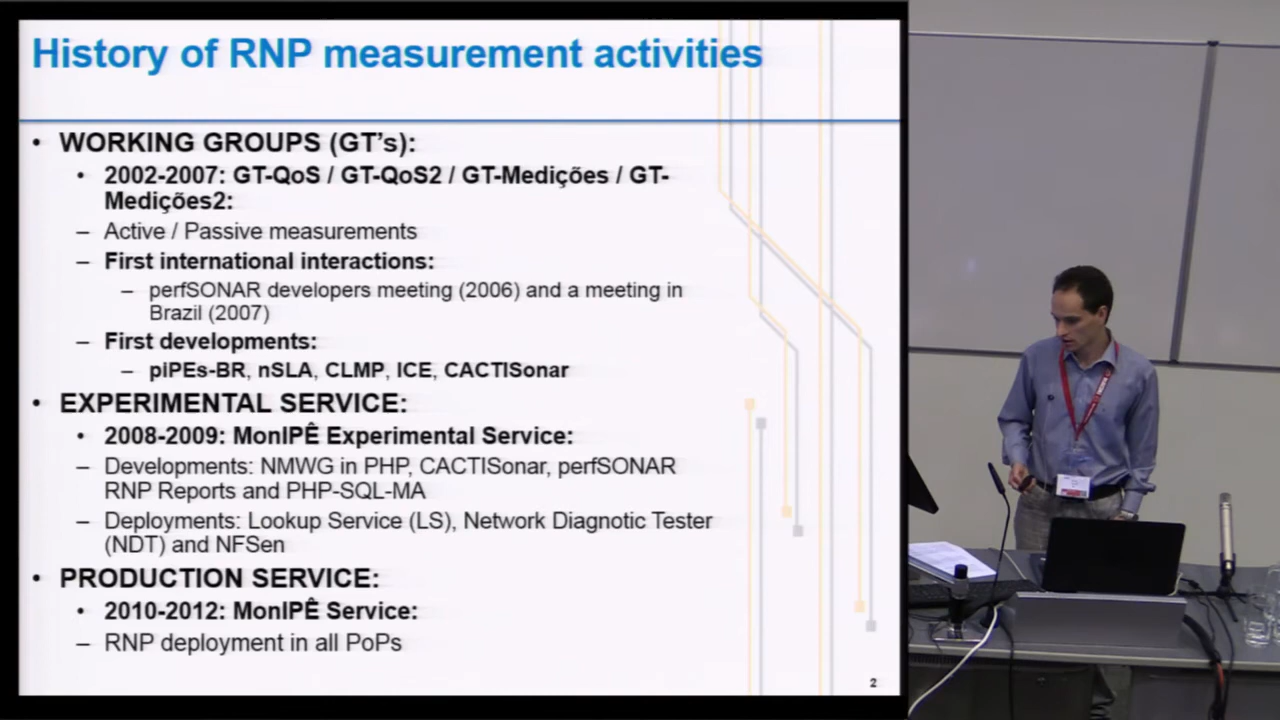 History of RNP measurement activities
• WORKING GROUPS (GT's):
• 2002-2007: GT-QoS / GT-QoS2 / GT-Medições / GT-
Medições2:
– Active / Passive measurements
– First international interactions:
– perfSONAR developers meeting (2006) and a meeting in
Brazil (2007)
– First developments:
– piPEs-BR, nSLA, CLMP, ICE, CACTISonar
• EXPERIMENTAL SERVICE:
• 2008-2009: MonIPÊ Experimental Service:
– Developments: NMWG in PHP, CACTISonar, perfSONAR
RNP Reports and PHP-SQL-MA
– Deployments: Lookup Service (LS), Network Diagnostic Tester
(NDT) and NFSen
• PRODUCTION SERVICE:
• 2010-2012: MonIPÊ Service:
– RNP deployment in all PoPs
2